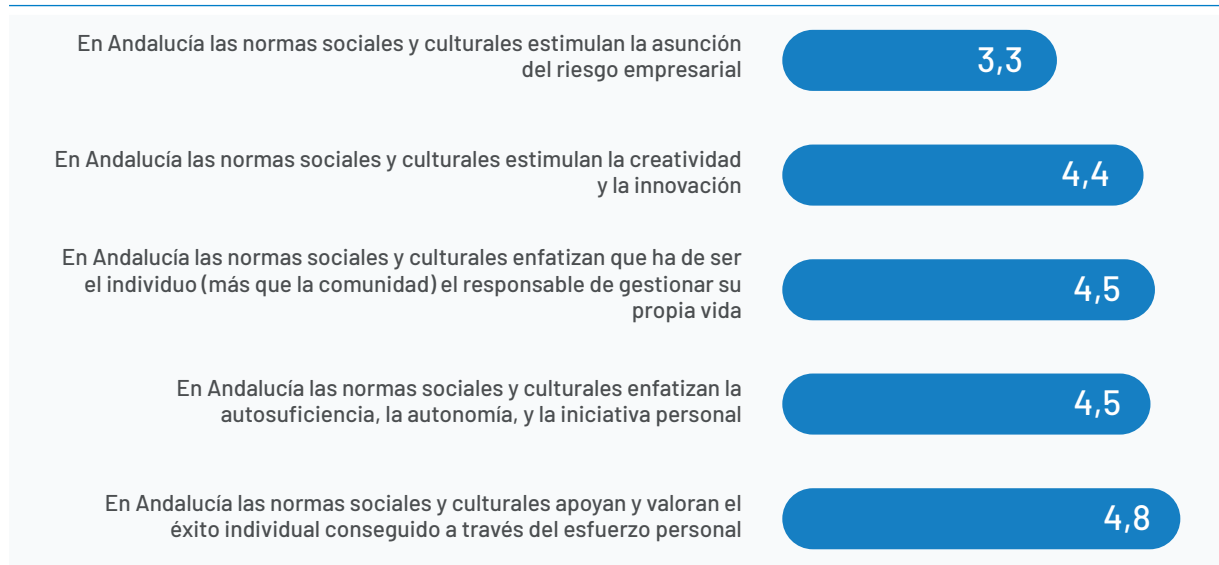 En Andalucía las normas sociales y culturales estimulan la asunción
del riesgo empresarial
3,3
En Andalucía las normas sociales y culturales estimulan la creatividad
y la innovación
4,4
En Andalucía las normas sociales y culturales enfatizan que ha de ser
el individuo (más que la comunidad) el responsable de gestionar su
propia vida
4,5
En Andalucía las normas sociales y culturales enfatizan la
autosuficiencia, la autonomía, y la iniciativa personal
4,5
En Andalucía las normas sociales y culturales apoyan y valoran el
éxito individual conseguido a través del esfuerzo personal
4,8